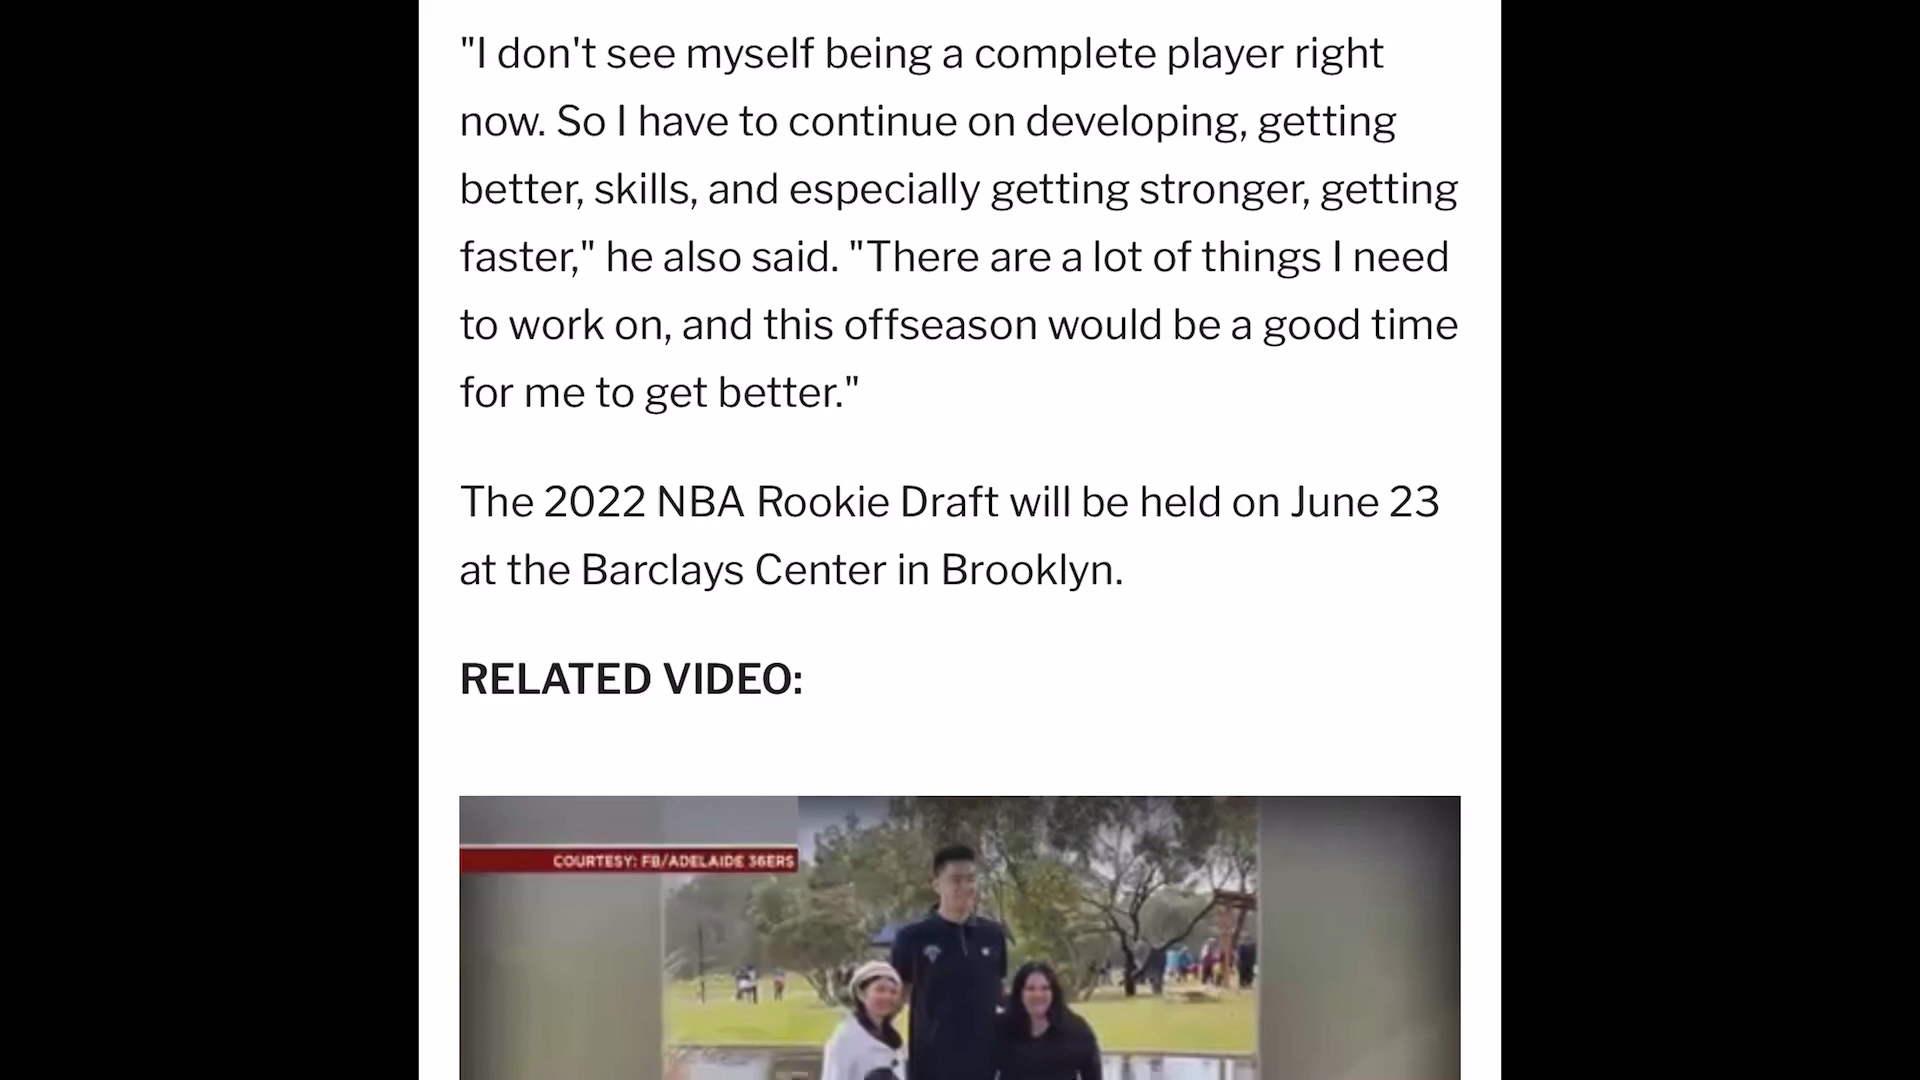 "I don't see myself being a complete player right
now. So I have to continue on developing, getting
better, skills, and especially getting stronger, getting
faster," he also said. "There are a lot of things I need
to work on, and this offseason would be a good time
for me to get better."
The 2022 NBA Rookie Draft will be held on June 23
at the Barclays Center in Brooklyn.
RELATED VIDEO:
COURTESY: FB/ADELAIDE 36ERS